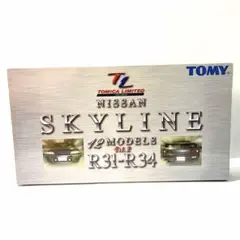 TL
TOMICA LIMITED
TOMY
NISSAN
SKYLINE
12 MODELS
Vol.2
R31-R34